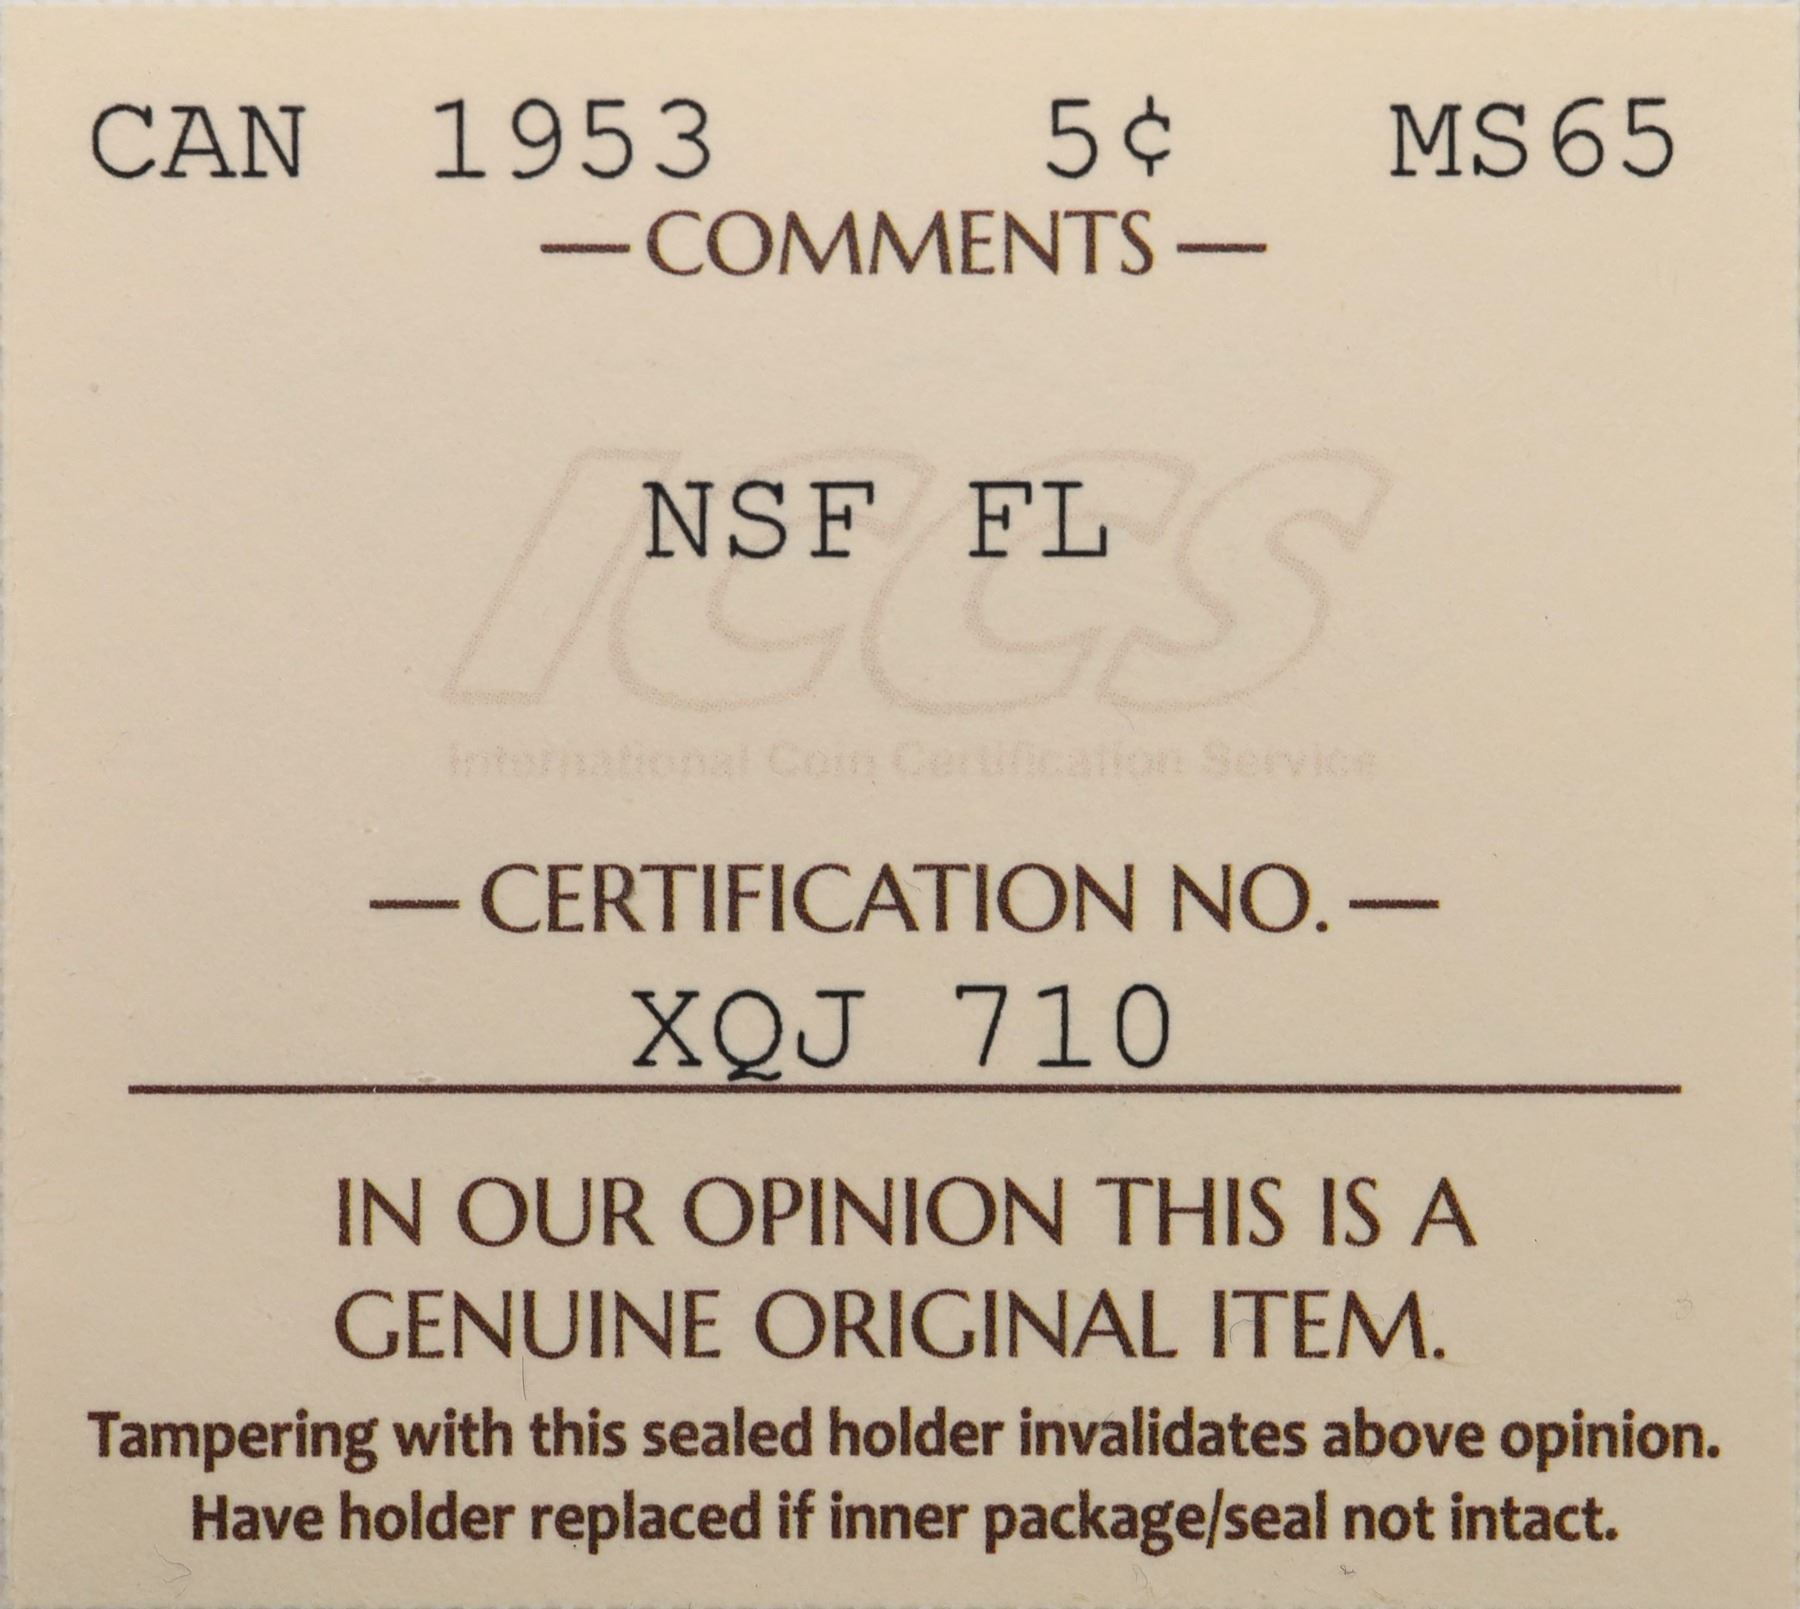 CAN 1953 5¢ MS65
—COMMENTS—
ICCS
NSF FL
International Coin Certification Service
—CERTIFICATION NO.—
XQJ 710
IN OUR OPINION THIS IS A
GENUINE ORIGINAL ITEM.
Tampering with this sealed holder invalidates above opinion.
Have holder replaced if inner package/seal not intact.